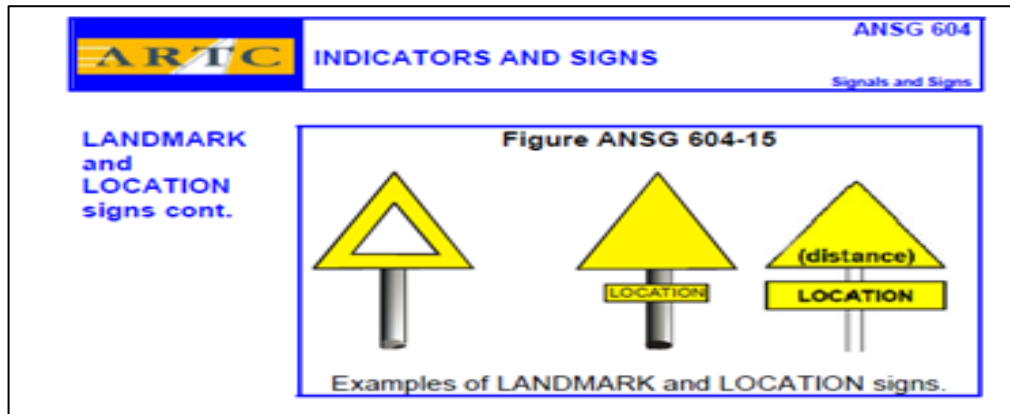 ANSG 604
ARTC
INDICATORS AND SIGNS
Signals and Signs
LANDMARK
and
LOCATION
signs cont.
Figure ANSG 604-15
(distance)
LOCATION
LOCATION
Examples of LANDMARK and LOCATION signs.